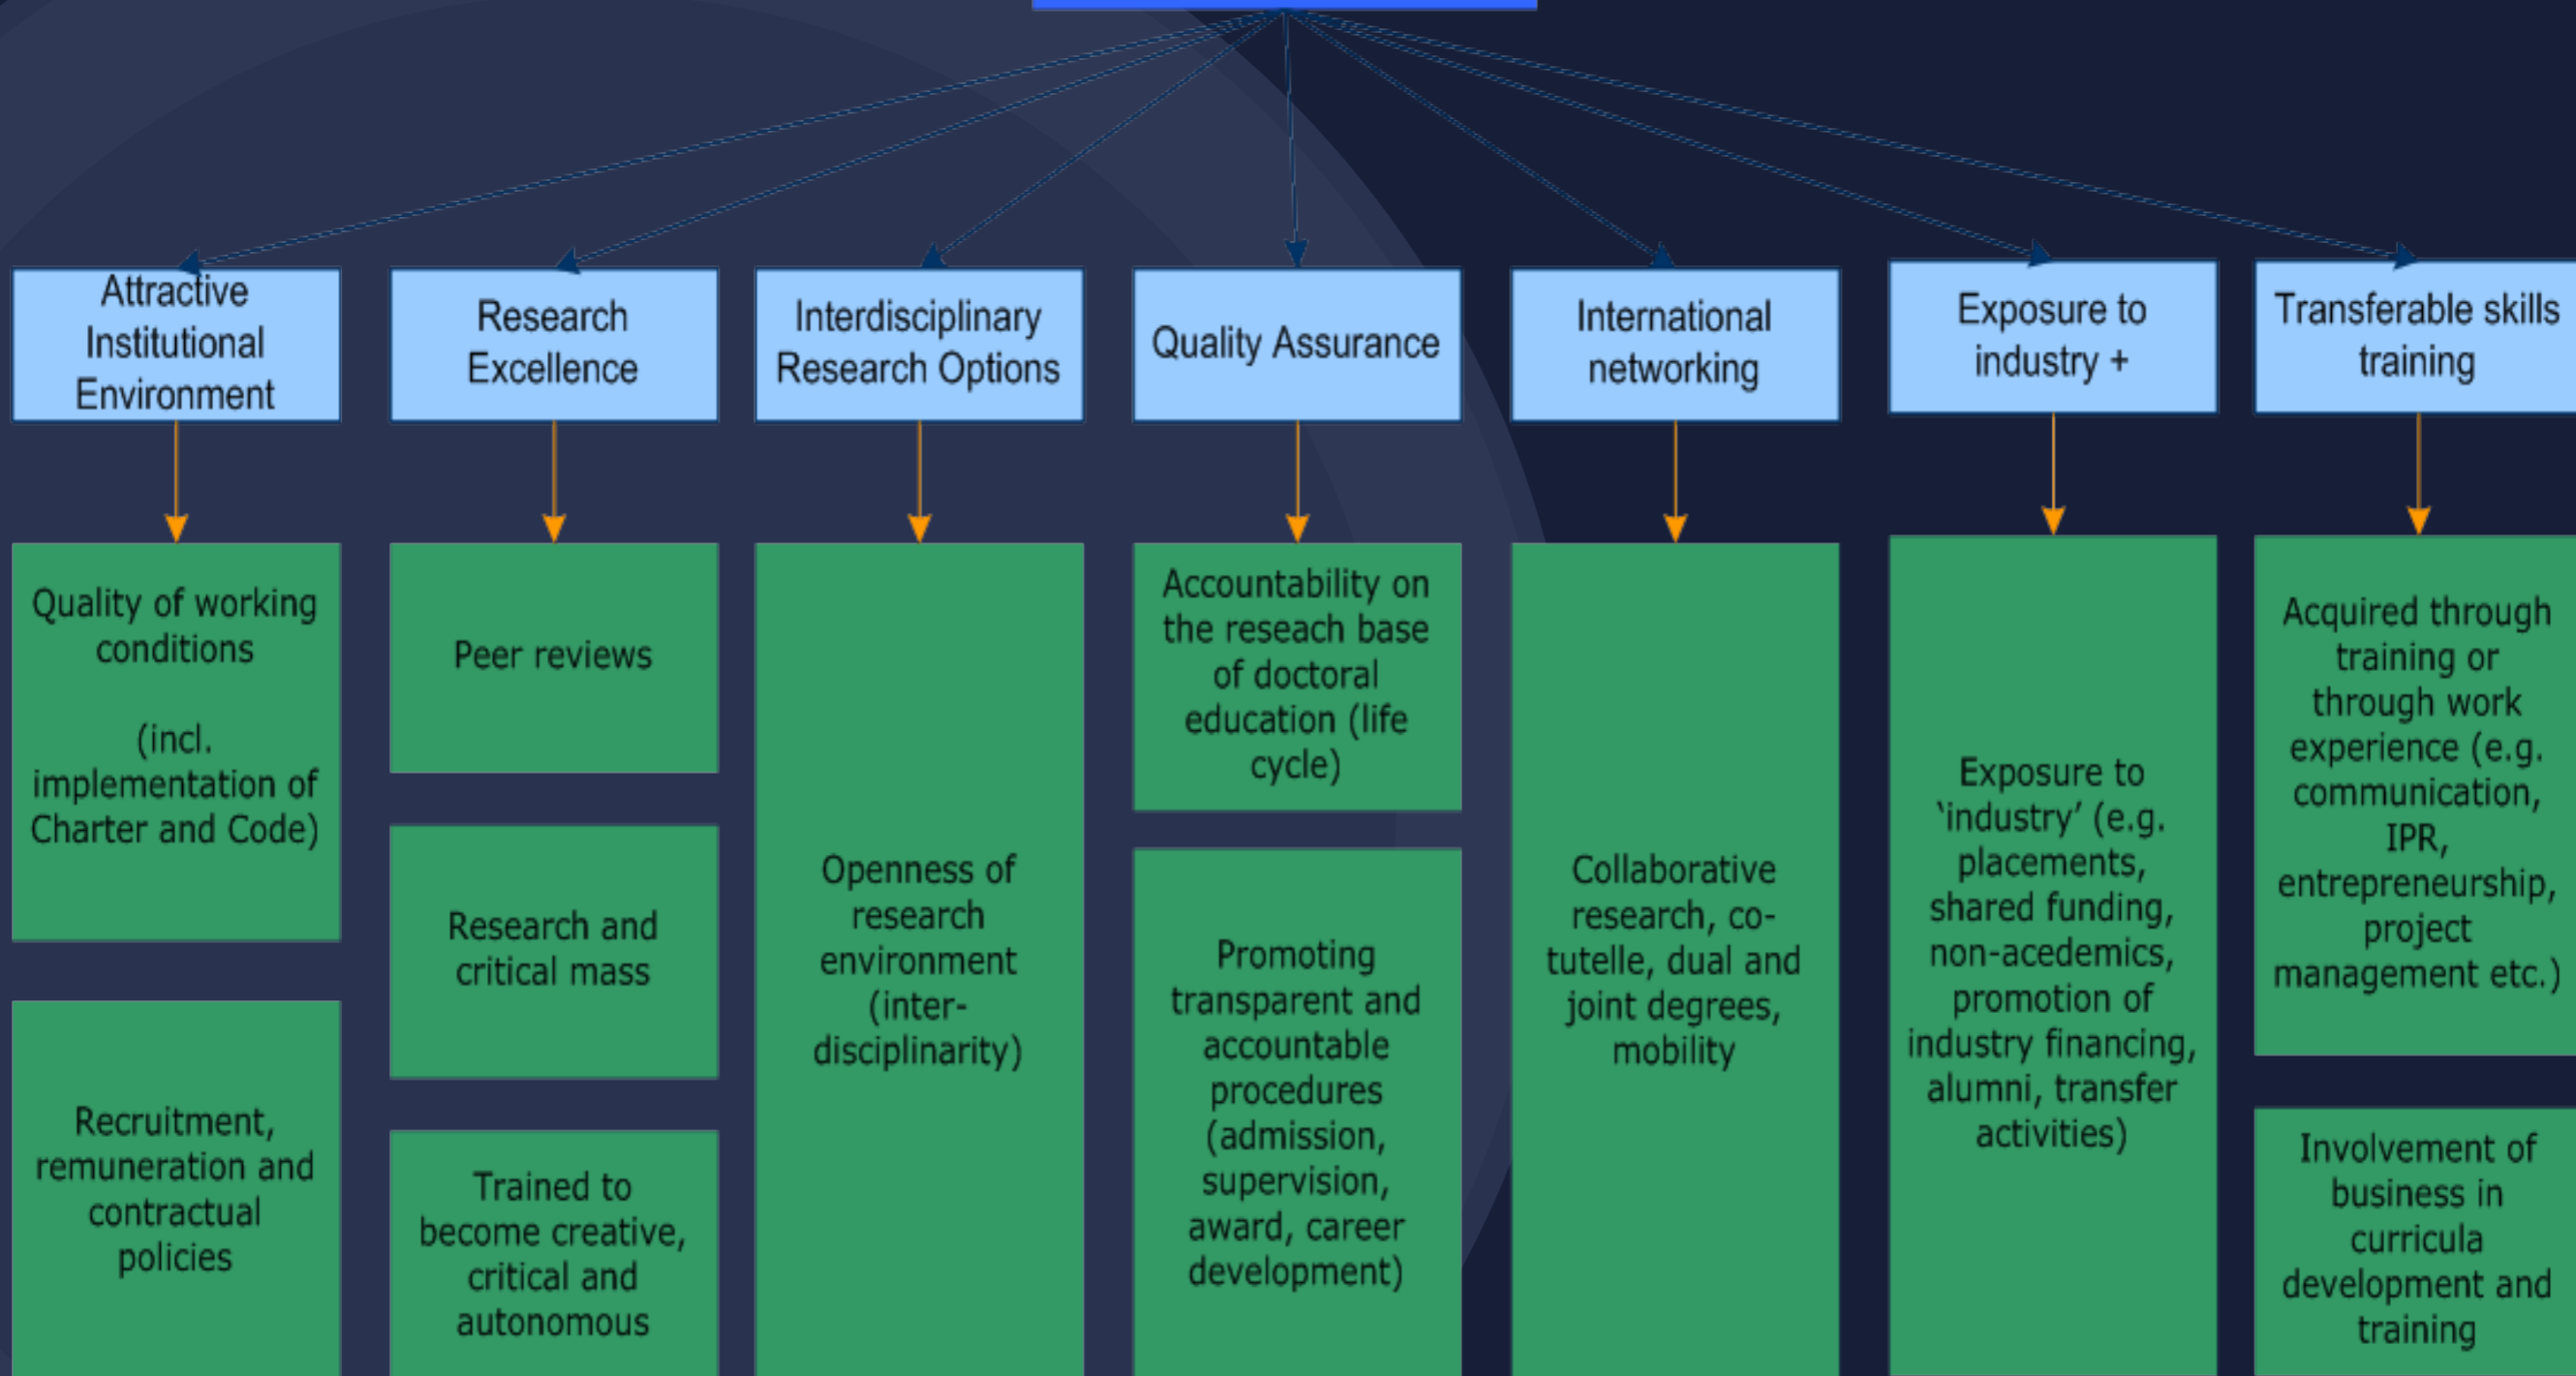 Attractive
Institutional
Environment
Research
Excellence
Interdisciplinary
Research Options
Quality Assurance
International
networking
Exposure to
industry +
Transferable skills
training
Quality of working
conditions
(incl.
implementation of
Charter and Code)
Recruitment,
remuneration and
contractual
policies
Peer reviews
Research and
critical mass
Trained to
become creative,
critical and
autonomous
Openness of
research
environment
(inter-
disciplinarity)
Accountability on
the reseach base
of doctoral
education (life
cycle)
Promoting
transparent and
accountable
procedures
(admission,
supervision,
award, career
development)
Collaborative
research, co-
tutelle, dual and
joint degrees,
mobility
Exposure to
‘industry’ (e.g.
placements,
shared funding,
non-acedemics,
promotion of
industry financing,
alumni, transfer
activities)
Acquired through
training or
through work
experience (e.g.
communication,
IPR,
entrepreneurship,
project
management etc.)
Involvement of
business in
curricula
development and
training